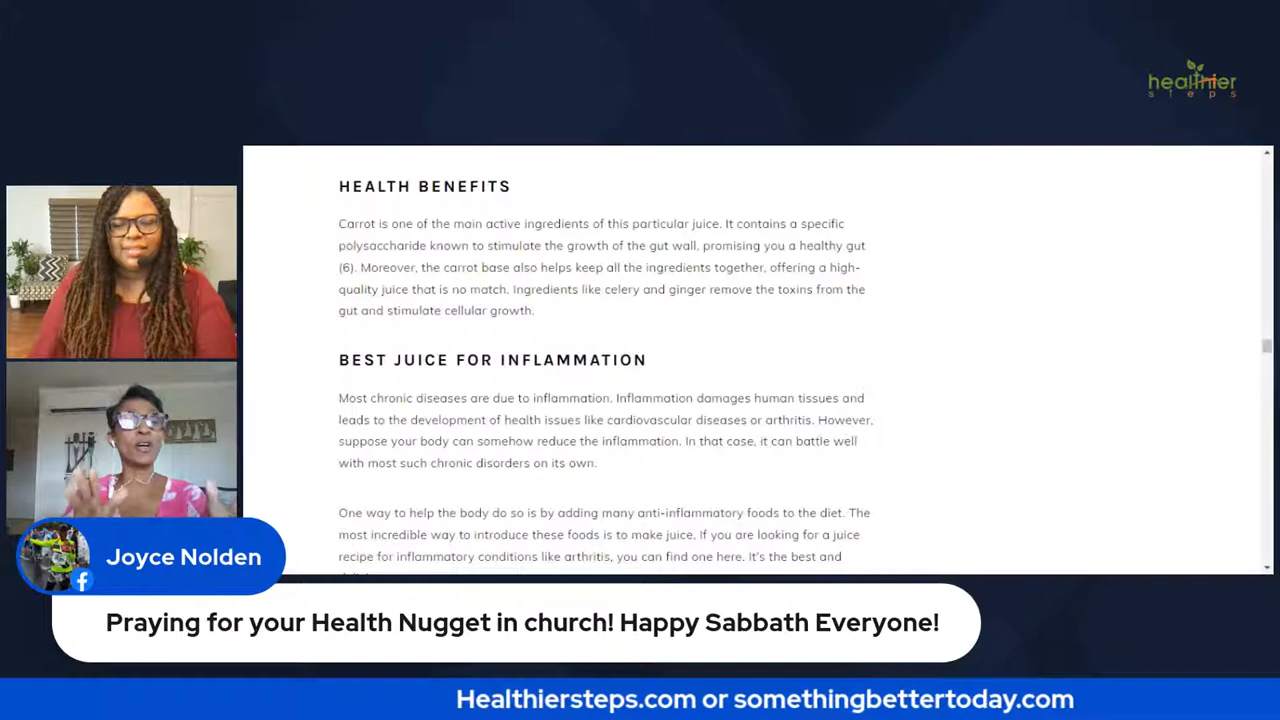 healthier
steps
HEALTH BENEFITS
Carrot is one of the main active ingredients of this particular juice. It contains a specific
polysaccharide known to stimulate the growth of the gut wall, promising you a healthy gut
(6). Moreover, the carrot base also helps keep all the ingredients together, offering a high-
quality juice that is no match. Ingredients like celery and ginger remove the toxins from the
gut and stimulate cellular growth.
BEST JUICE FOR INFLAMMATION
Most chronic diseases are due to inflammation. Inflammation damages human tissues and
leads to the development of health issues like cardiovascular diseases or arthritis. However,
suppose your body can somehow reduce the inflammation. In that case, it can battle well
with most such chronic disorders on its own.
One way to help the body do so is by adding many anti-inflammatory foods to the diet. The
most incredible way to introduce these foods is to make juice. If you are looking for a juice
recipe for inflammatory conditions like arthritis, you can find one here. It's the best and
Joyce Nolden
Praying for your Health Nugget in church! Happy Sabbath Everyone!
Healthiersteps.com or somethingbettertoday.com